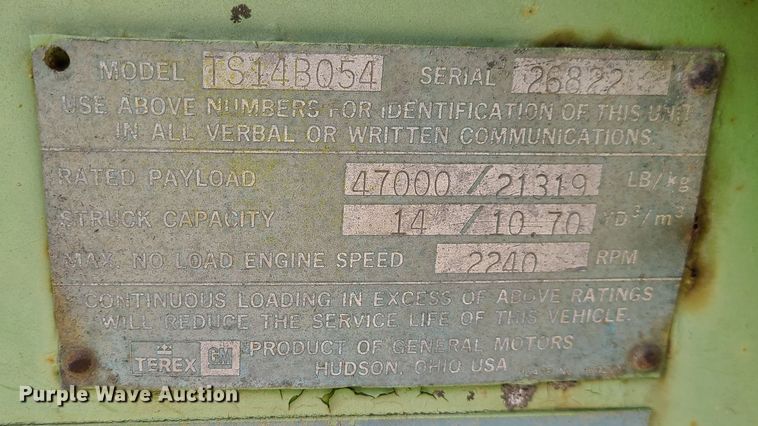 MODEL TS14B054 SERIAL 26822
USE ABOVE NUMBERS FOR IDENTIFICATION OF THIS UNIT
IN ALL VERBAL OR WRITTEN COMMUNICATIONS.
RATED PAYLOAD 47000 / 21319 LB/kg
STRUCK CAPACITY 14 / 10.70 YD³/m³
MAX. NO LOAD ENGINE SPEED 2240 RPM
CONTINUOUS LOADING IN EXCESS OF ABOVE RATINGS
WILL REDUCE THE SERVICE LIFE OF THIS VEHICLE.
TEREX GM PRODUCT OF GENERAL MOTORS
HUDSON, OHIO USA
Purple Wave Auction